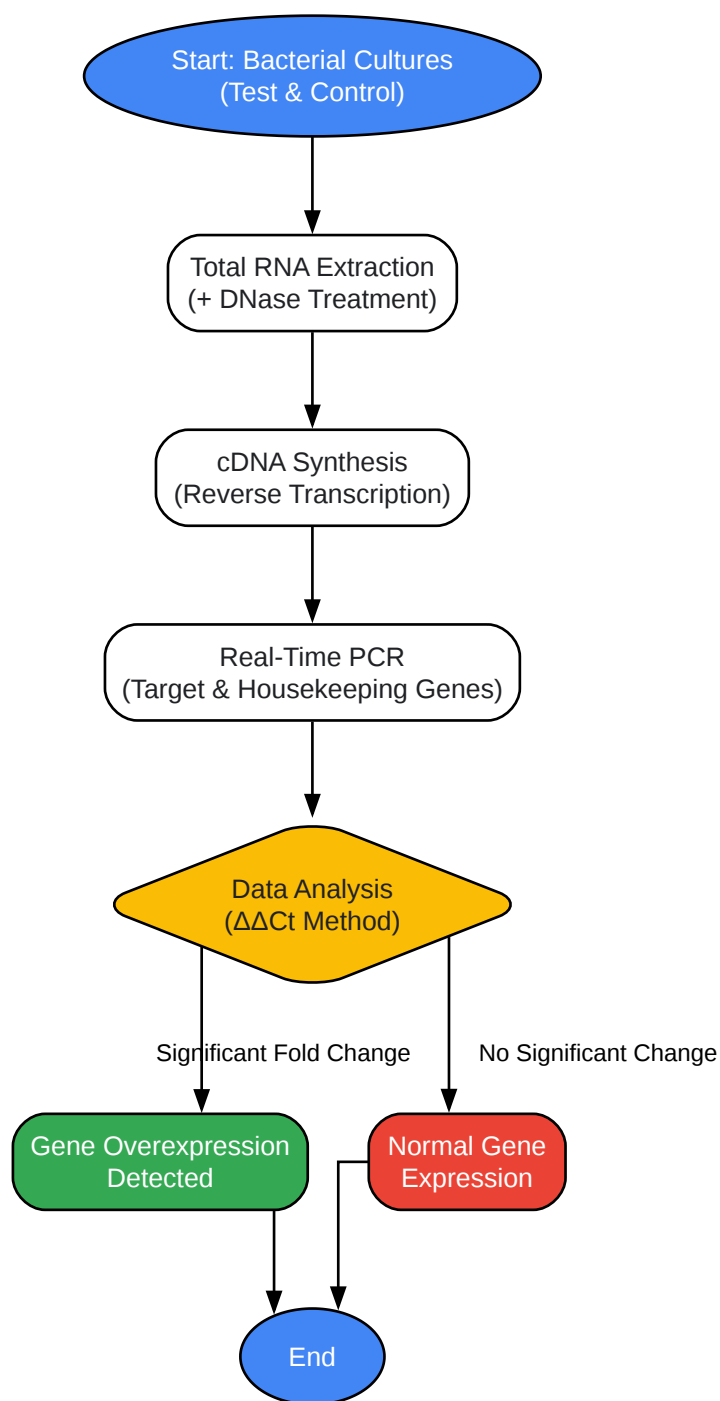 Start: Bacterial Cultures
(Test & Control)
Total RNA Extraction
(+ DNase Treatment)
cDNA Synthesis
(Reverse Transcription)
Real-Time PCR
(Target & Housekeeping Genes)
Data Analysis
(ΔΔCt Method)
Significant Fold Change
No Significant Change
Gene Overexpression
Detected
Normal Gene
Expression
End